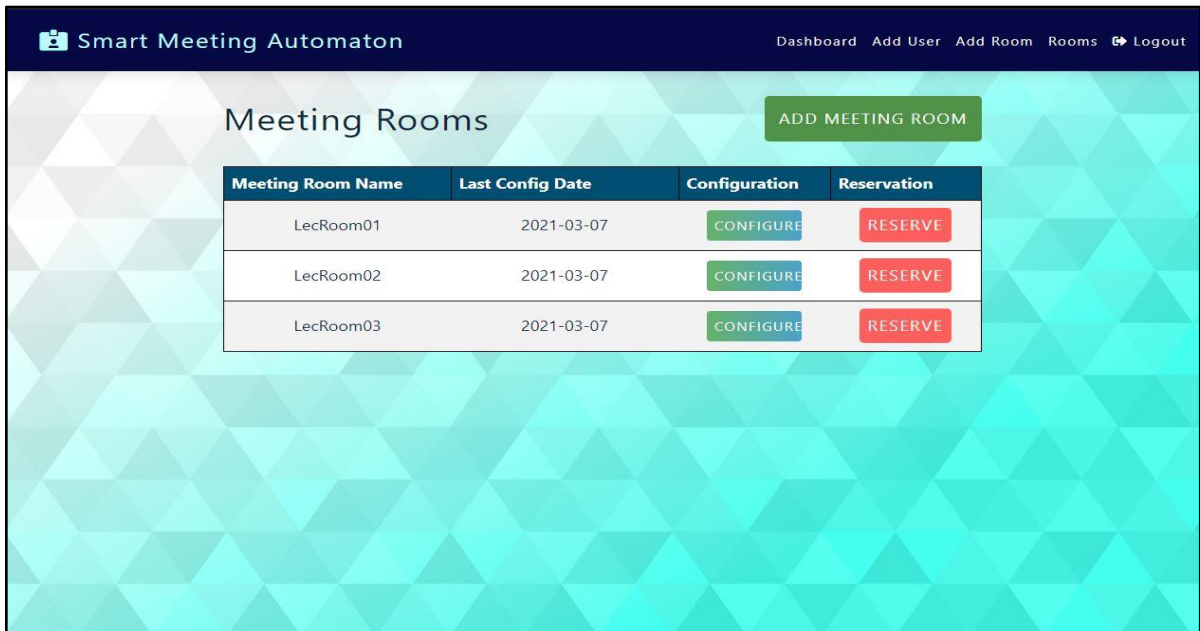 Smart Meeting Automaton Dashboard Add User Add Room Rooms Logout
Meeting Rooms ADD MEETING ROOM
Meeting Room Name Last Config Date Configuration Reservation
LecRoom01 2021-03-07 CONFIGURE RESERVE
LecRoom02 2021-03-07 CONFIGURE RESERVE
LecRoom03 2021-03-07 CONFIGURE RESERVE